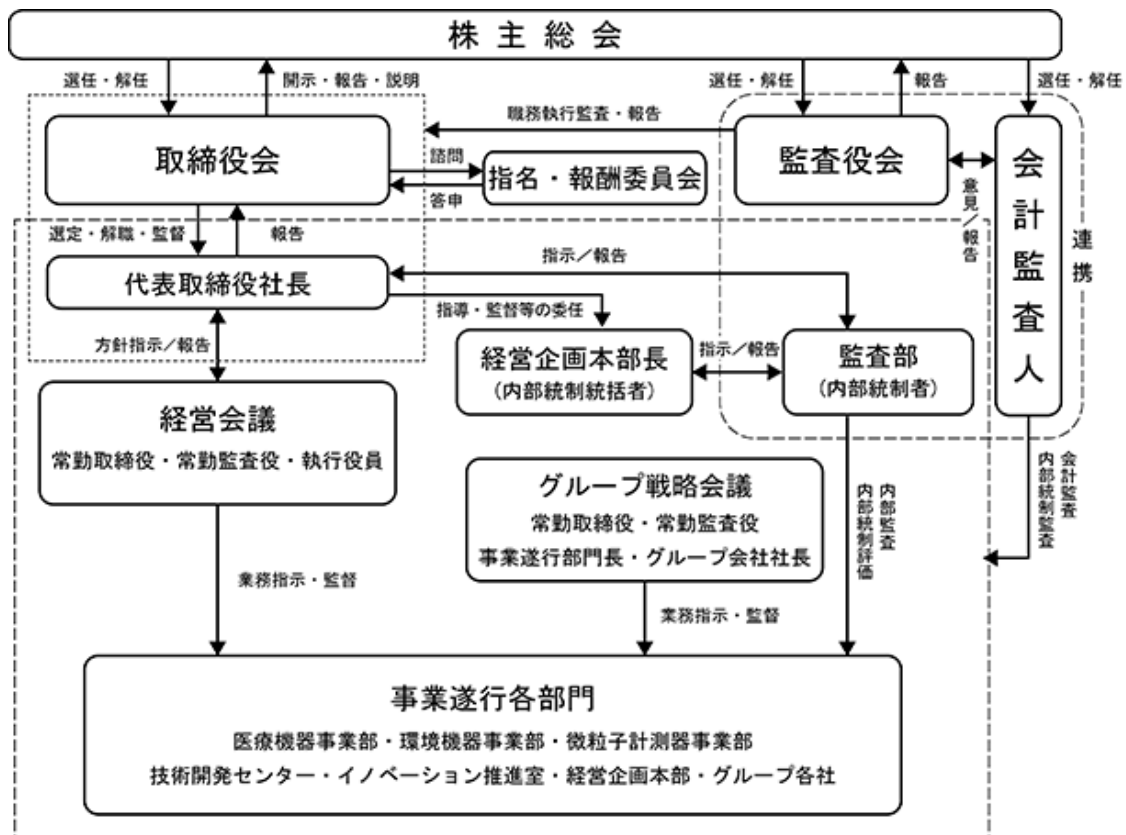 株主総会
選任・解任
開示・報告・説明
選任・解任
報告
選任・解任
職務執行監査・報告
取締役会
諮問
答申
指名・報酬委員会
監査役会
意見／報告
会計監査人
連携
選定・解職・監督
報告
代表取締役社長
指示／報告
指導・監督等の委任
方針指示／報告
経営企画本部長
（内部統制統括者）
指示／報告
監査部
（内部統制者）
経営会議
常勤取締役・常勤監査役・執行役員
グループ戦略会議
常勤取締役・常勤監査役
事業遂行部門長・グループ会社社長
内部監査
内部統制評価
会計監査
内部統制監査
業務指示・監督
業務指示・監督
事業遂行各部門
医療機器事業部・環境機器事業部・微粒子計測器事業部
技術開発センター・イノベーション推進室・経営企画本部・グループ各社